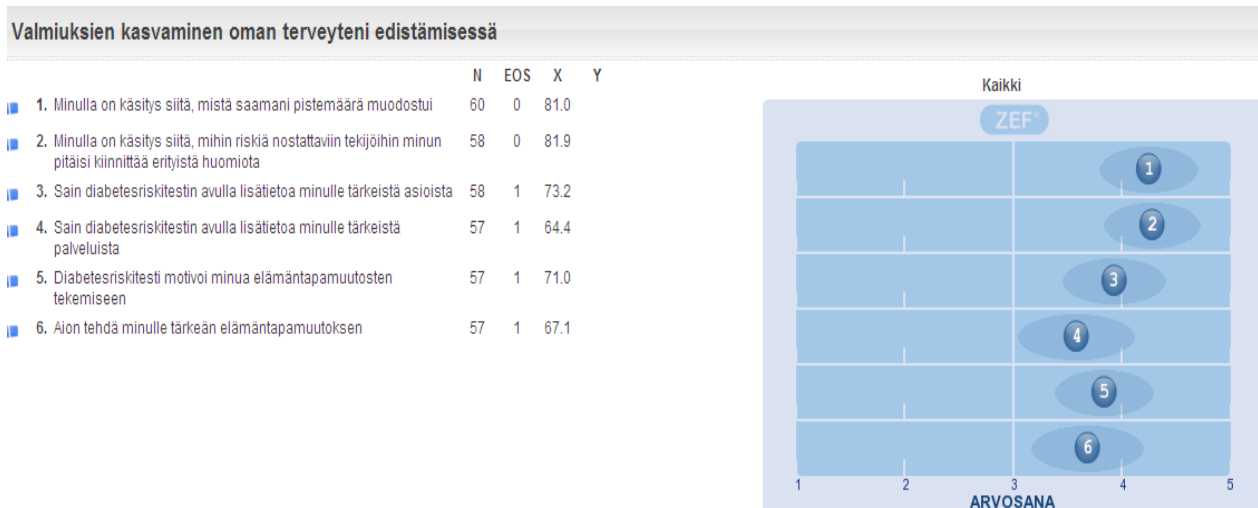 Valmiuksien kasvaminen oman terveyteni edistämisessä
N EOS X Y
1. Minulla on käsitys siitä, mistä saamani pistemäärä muodostui 60 0 81.0
2. Minulla on käsitys siitä, mihin riskiä nostattaviin tekijöihin minun 58 0 81.9
pitäisi kiinnittää erityistä huomiota
3. Sain diabetesriskitestin avulla lisätietoa minulle tärkeistä asioista 58 1 73.2
4. Sain diabetesriskitestin avulla lisätietoa minulle tärkeistä 57 1 64.4
palveluista
5. Diabetesriskitesti motivoi minua elämäntapamuutosten 57 1 71.0
tekemiseen
6. Aion tehdä minulle tärkeän elämäntapamuutoksen 57 1 67.1
Kaikki
ZEF®
1
2
3
4
5
6
1 2 3 4 5
ARVOSANA